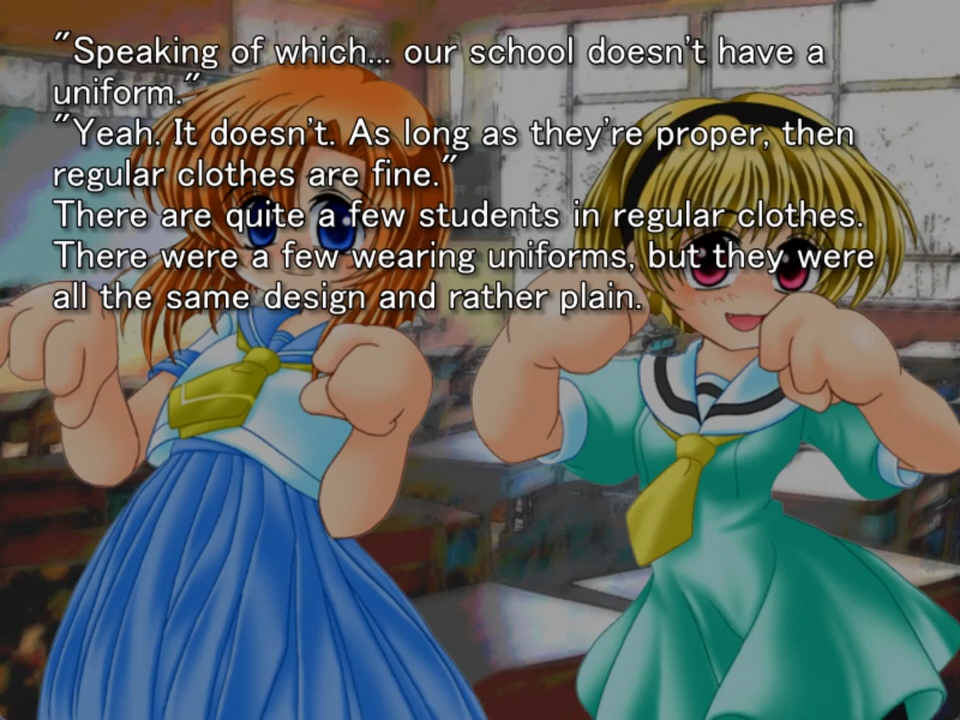 "Speaking of which... our school doesn't have a
uniform."
"Yeah. It doesn't. As long as they're proper, then
regular clothes are fine."
There are quite a few students in regular clothes.
There were a few wearing uniforms, but they were
all the same design and rather plain.